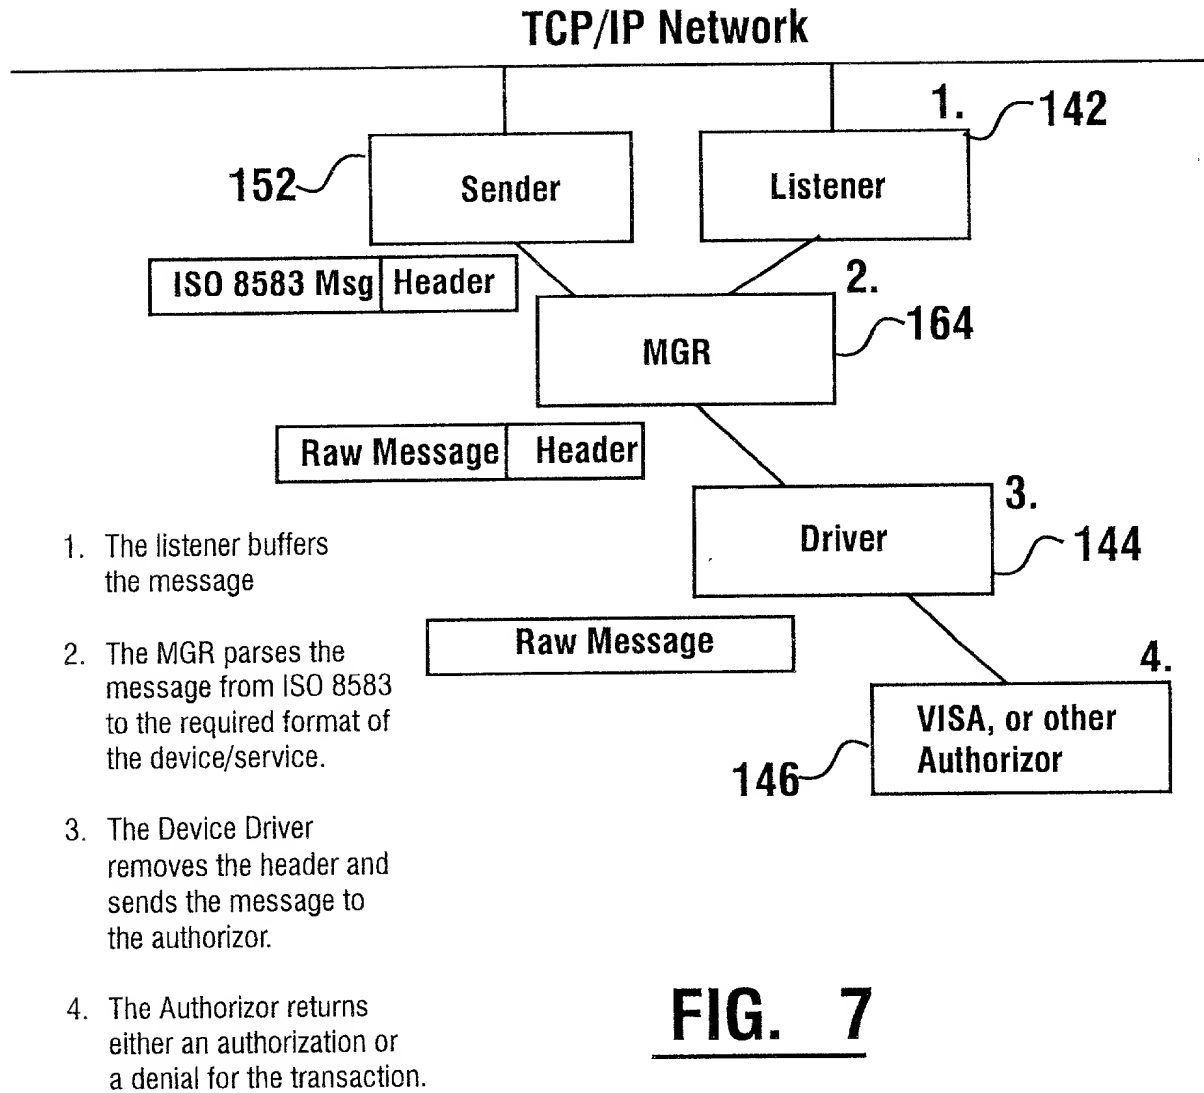 TCP/IP Network
1.
142
152
Sender
Listener
ISO 8583 Msg Header
2.
164
MGR
Raw Message Header
3.
Driver
144
1. The listener buffers
the message
Raw Message
2. The MGR parses the
message from ISO 8583
to the required format of
the device/service.
4.
VISA, or other
Authorizor
146
3. The Device Driver
removes the header and
sends the message to
the authorizor.
4. The Authorizor returns
either an authorization or
a denial for the transaction.
FIG. 7